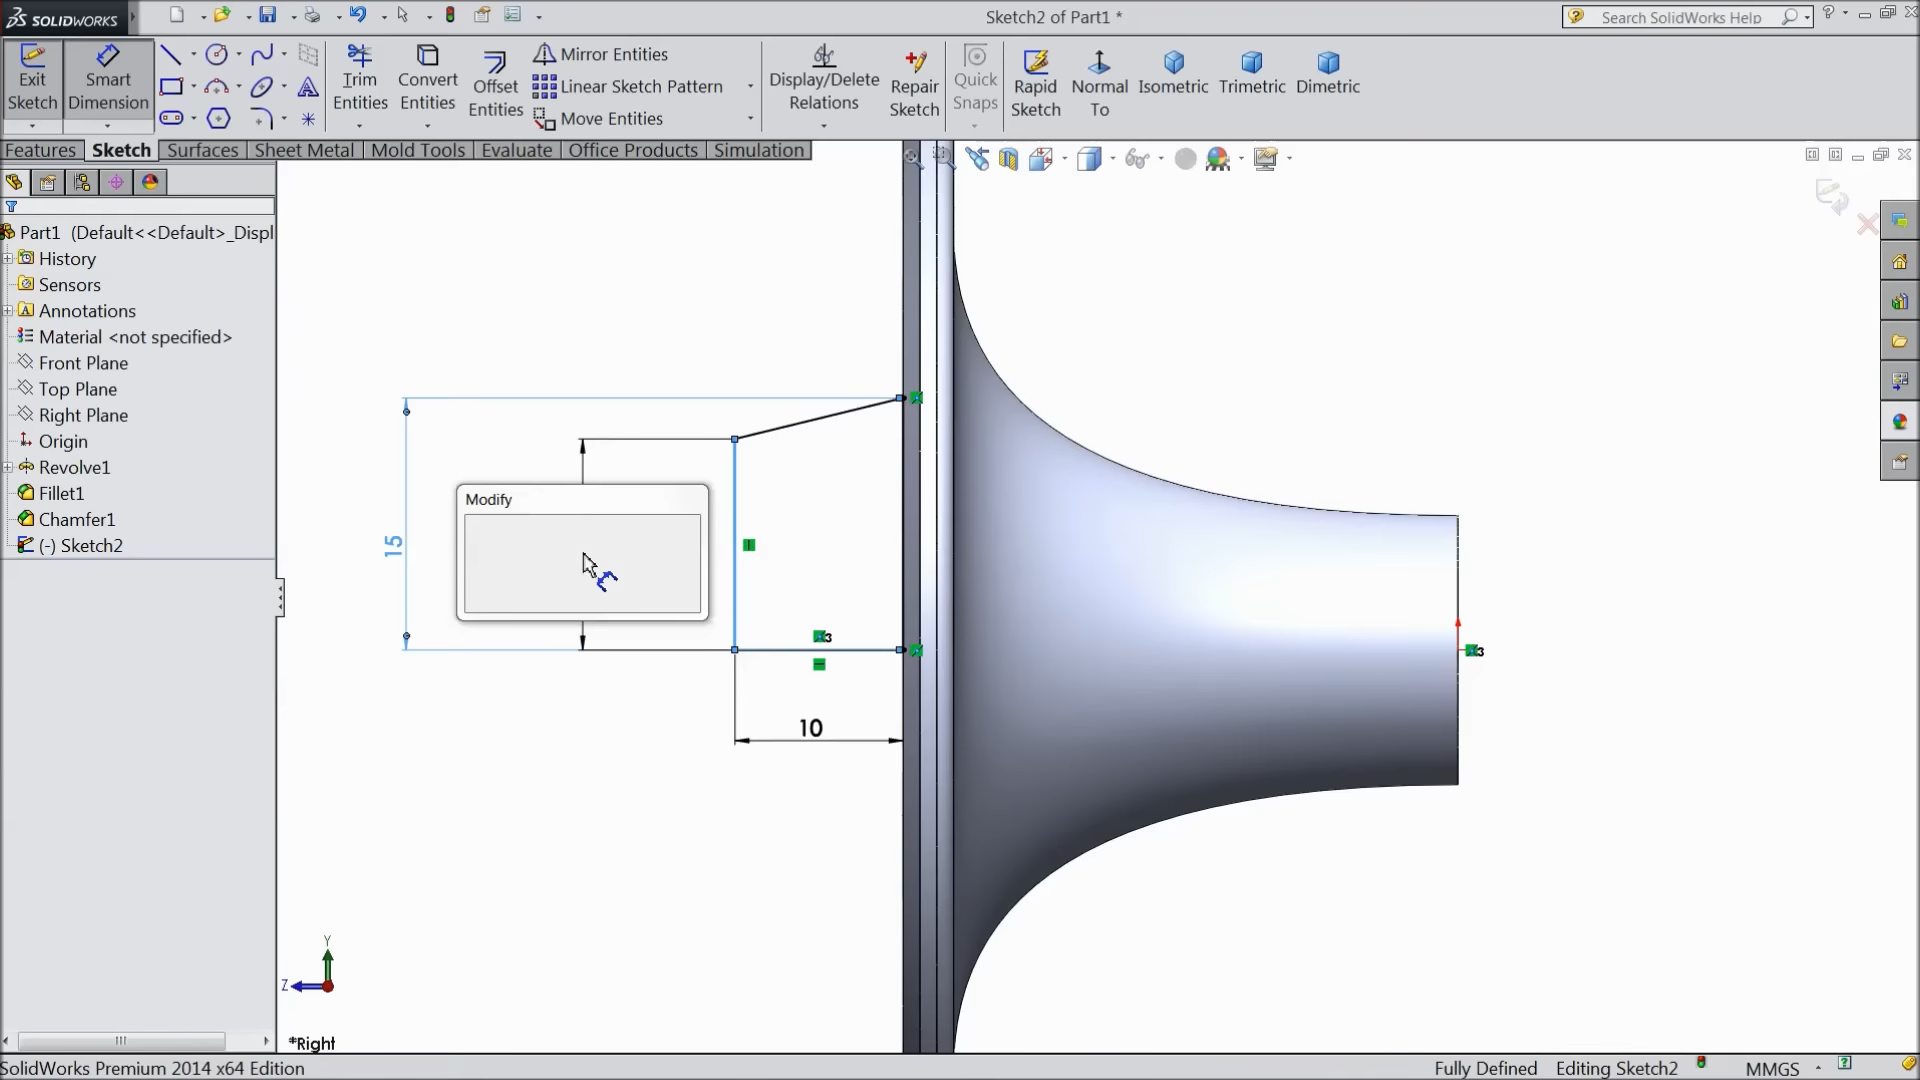 SOLIDWORKS
Sketch2 of Part1 *
Search SolidWorks Help
Exit Sketch
Smart Dimension
Trim Entities
Convert Entities
Offset Entities
Mirror Entities
Linear Sketch Pattern
Move Entities
Display/Delete Relations
Repair Sketch
Quick Snaps
Rapid Sketch
Normal To
Isometric
Trimetric
Dimetric
Features
Sketch
Surfaces
Sheet Metal
Mold Tools
Evaluate
Office Products
Simulation
Part1 (Default<<Default>_Displ
History
Sensors
Annotations
Material <not specified>
Front Plane
Top Plane
Right Plane
Origin
Revolve1
Fillet1
Chamfer1
(-) Sketch2
15
Modify
3
3
10
Y
Z
*Right
SolidWorks Premium 2014 x64 Edition
Fully Defined
Editing Sketch2
MMGS